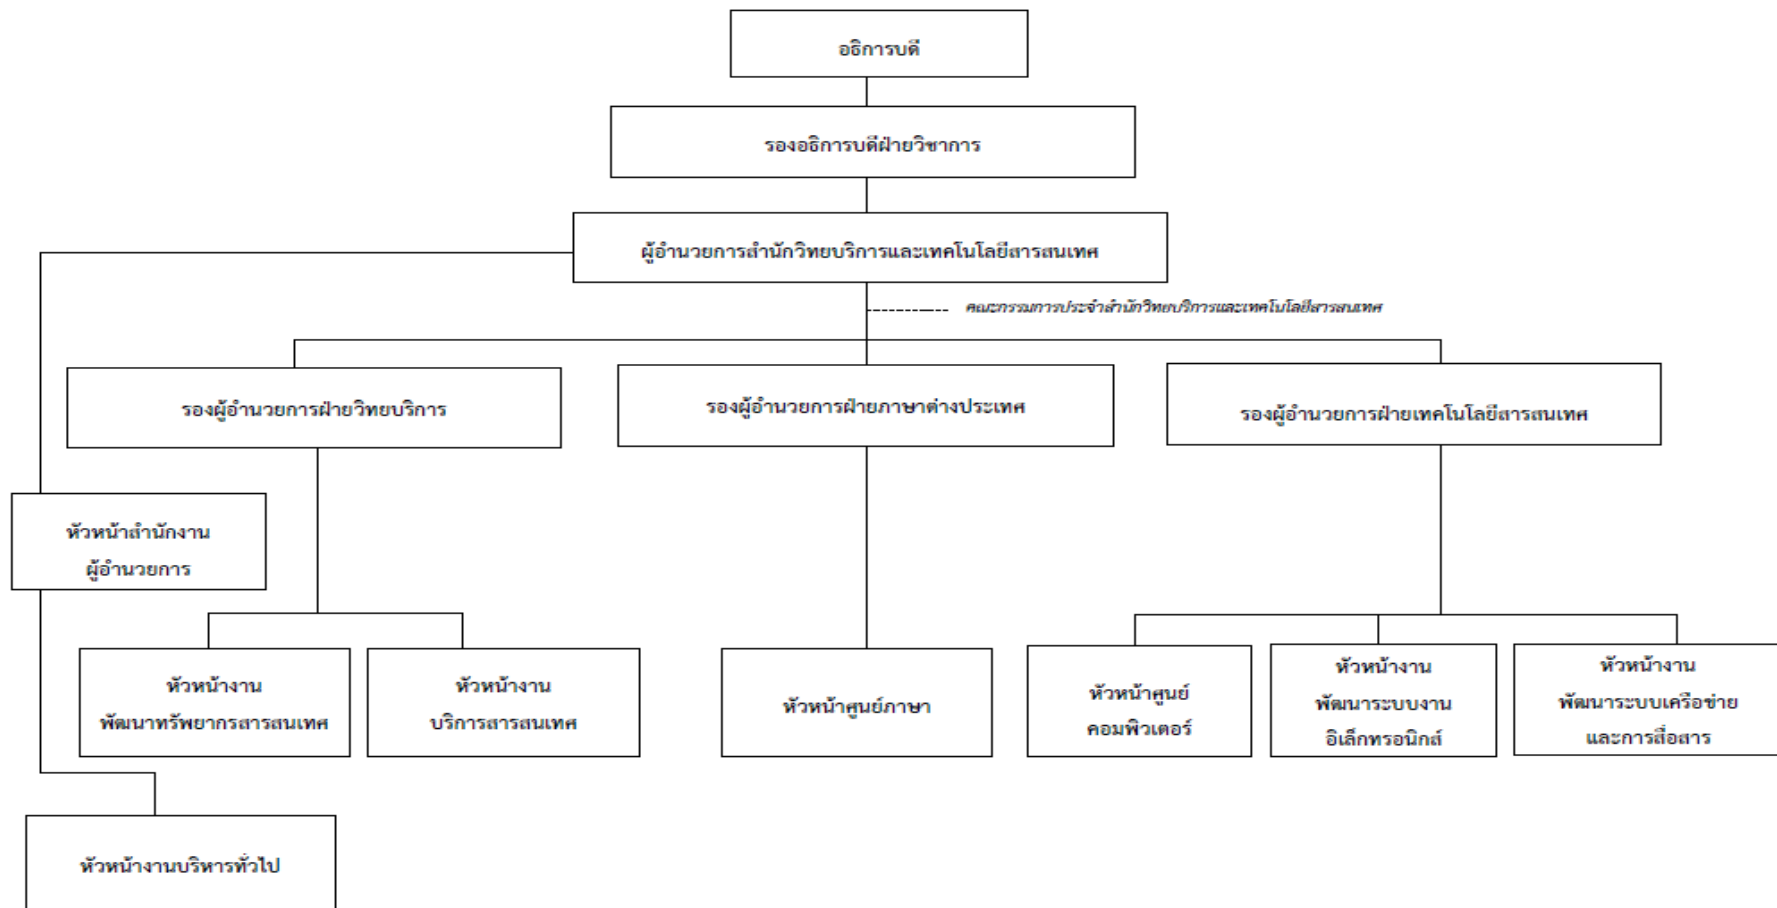 อธิการบดี
รองอธิการบดีฝ่ายวิชาการ
ผู้อำนวยการสำนักวิทยบริการและเทคโนโลยีสารสนเทศ
คณะกรรมการประจำสำนักวิทยบริการและเทคโนโลยีสารสนเทศ
รองผู้อำนวยการฝ่ายวิทยบริการ
รองผู้อำนวยการฝ่ายภาษาต่างประเทศ
รองผู้อำนวยการฝ่ายเทคโนโลยีสารสนเทศ
หัวหน้าสำนักงาน
ผู้อำนวยการ
หัวหน้างาน
พัฒนาทรัพยากรสารสนเทศ
หัวหน้างาน
บริการสารสนเทศ
หัวหน้าศูนย์ภาษา
หัวหน้าศูนย์
คอมพิวเตอร์
หัวหน้างาน
พัฒนาระบบงาน
อิเล็กทรอนิกส์
หัวหน้างาน
พัฒนาระบบเครือข่าย
และการสื่อสาร
หัวหน้างานบริหารทั่วไป